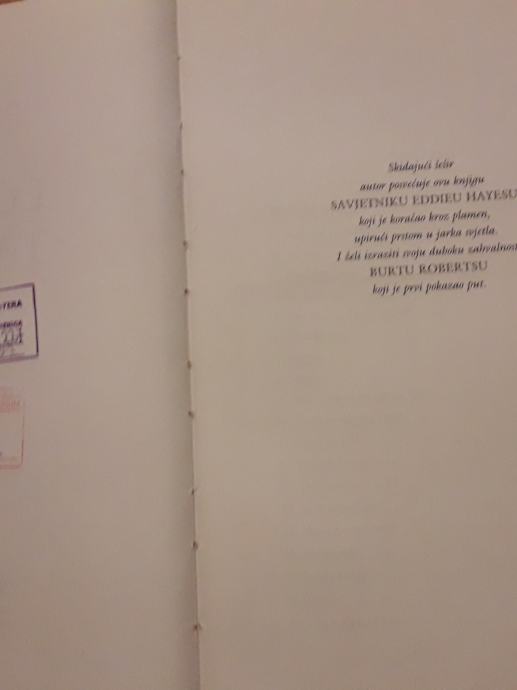 Skidajući šešir
autor posvećuje ovu knjigu
SAVJETNIKU EDDIEU HAYESU
koji je koračao kroz plamen,
upirući prstom u jarka svjetla.
I želi izraziti svoju duboku zahvalnost
BURTU ROBERTSU
koji je prvi pokazao put.